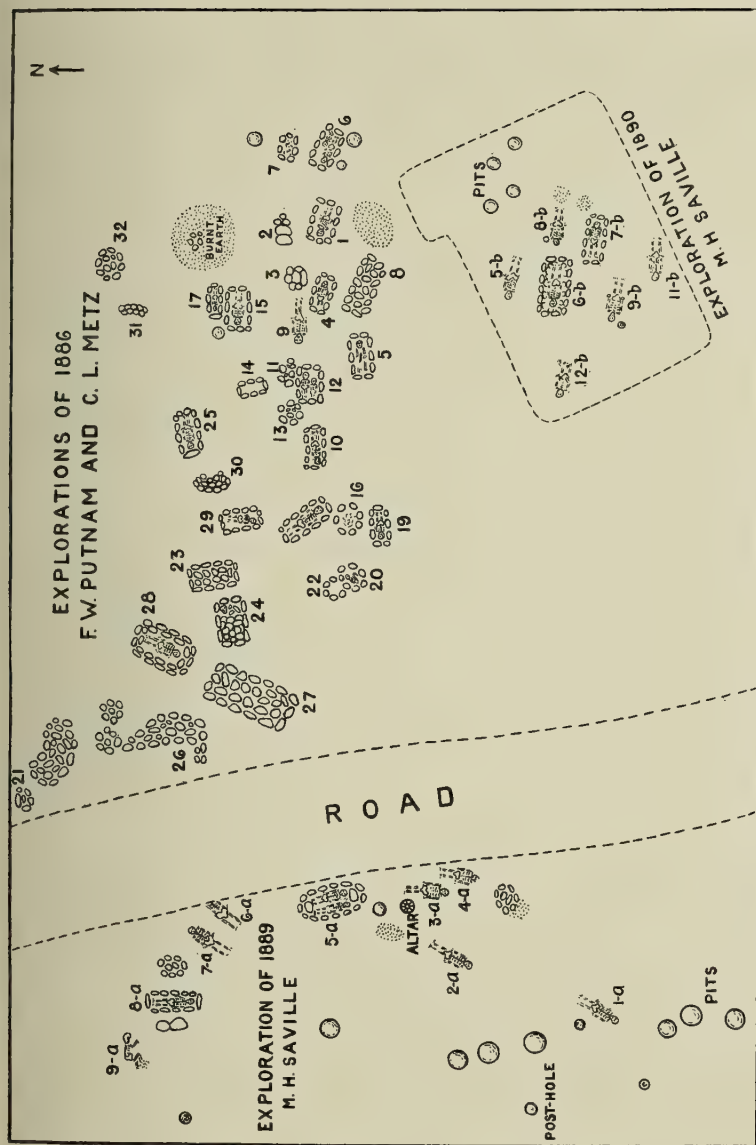 N
EXPLORATIONS OF 1886
F. W. PUTNAM AND C. L. METZ
32
31
BURNT
EARTH
7
6
2
1
17
15
3
4
8
9
5
14
11
12
13
10
25
30
29
16
19
23
22
20
28
24
27
21
26
PITS
8-b
5-b
7-b
6-b
11-b
9-b
12-b
EXPLORATION OF 1890
M. H SAVILLE
ROAD
6-a
7-a
5-a
ALTAR
3-a
4-a
8-a
2-a
9-a
EXPLORATION OF 1889
M. H. SAVILLE
1-a
PITS
POST-HOLE